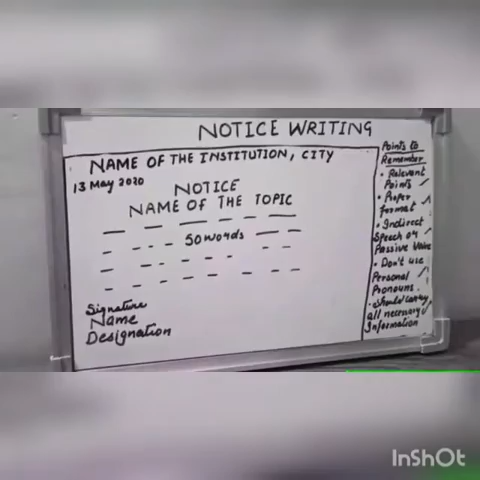 NOTICE WRITING
NAME OF THE INSTITUTION, CITY
13 May 2020
NOTICE
NAME OF THE TOPIC
50 words
Signature
Name
Designation
Points to
Remember
• Relevant
Points
• Proper
format
• Indirect
Speech or
Passive Voice
• Don't use
Personal
Pronouns.
• Should carry
all necessary
Information
InShOt